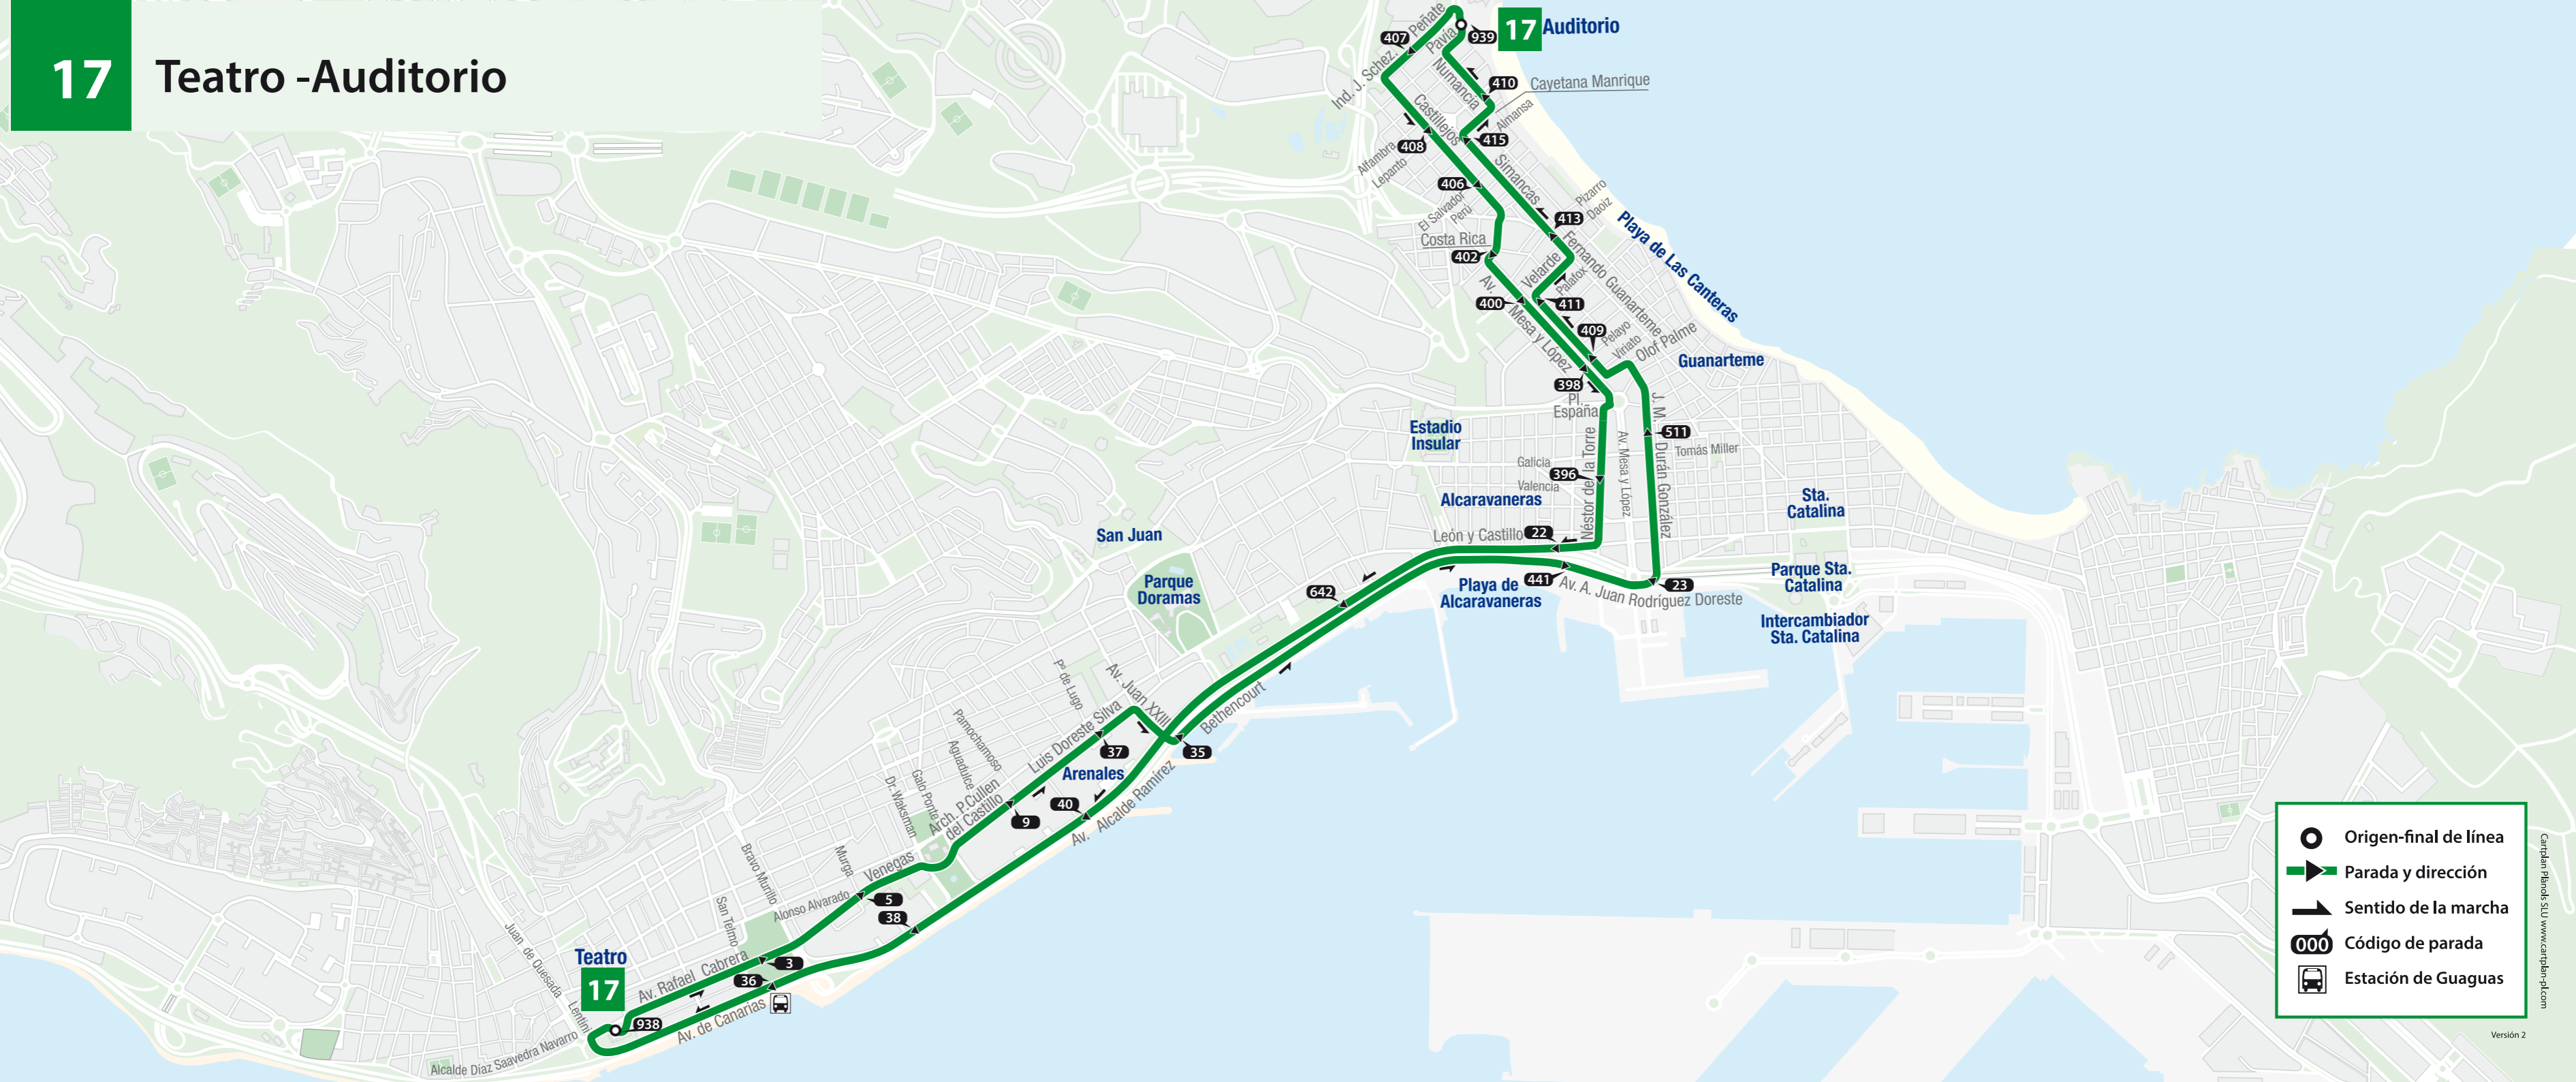 17
Teatro -Auditorio
17
Auditorio
939
407
Ind. J. Schez. Peñate
Pavía
Numancia
410
Cayetana Manrique
Almansa
Castillejos
415
408
Alfambra
Lepanto
406
Simancas
Pizarro
Daoiz
413
El Salvador
Perú
Costa Rica
402
Playa de Las Canteras
Fernando Guanarteme
Velarde
Palafox
400
411
Av. Mesa y López
409
Pelayo
Viriato
Olof Palme
Guanarteme
398
Pl.
España
J. M. Durán González
511
Tomás Miller
Estadio
Insular
Galicia
396
Valencia
Néstor de la Torre
Av. Mesa y López
Alcaravaneras
Sta.
Catalina
León y Castillo
22
San Juan
Parque
Doramas
642
441
23
Playa de
Alcaravaneras
Av. A. Juan Rodríguez Doreste
Parque Sta.
Catalina
Intercambiador
Sta. Catalina
Pº de Lugo
Av. Juan XXIII
Bethencourt
Luis Doreste Silva
37
35
Arenales
Pamochamoso
Aguadulce
Galo Ponte
Dr. Waksman
Arch. P.Cullen
del Castillo
9
40
Av. Alcalde Ramírez
Murga
Venegas
Bravo Murillo
Alonso Alvarado
5
38
San Telmo
Juan de Quesada
Teatro
17
Av. Rafael Cabrera
3
36
Lentini
938
Av. de Canarias
Alcalde Díaz Saavedra Navarro
Origen-final de línea
Parada y dirección
Sentido de la marcha
000
Código de parada
Estación de Guaguas
Cartplan Plànols SLU www.cartplan-pl.com
Versión 2